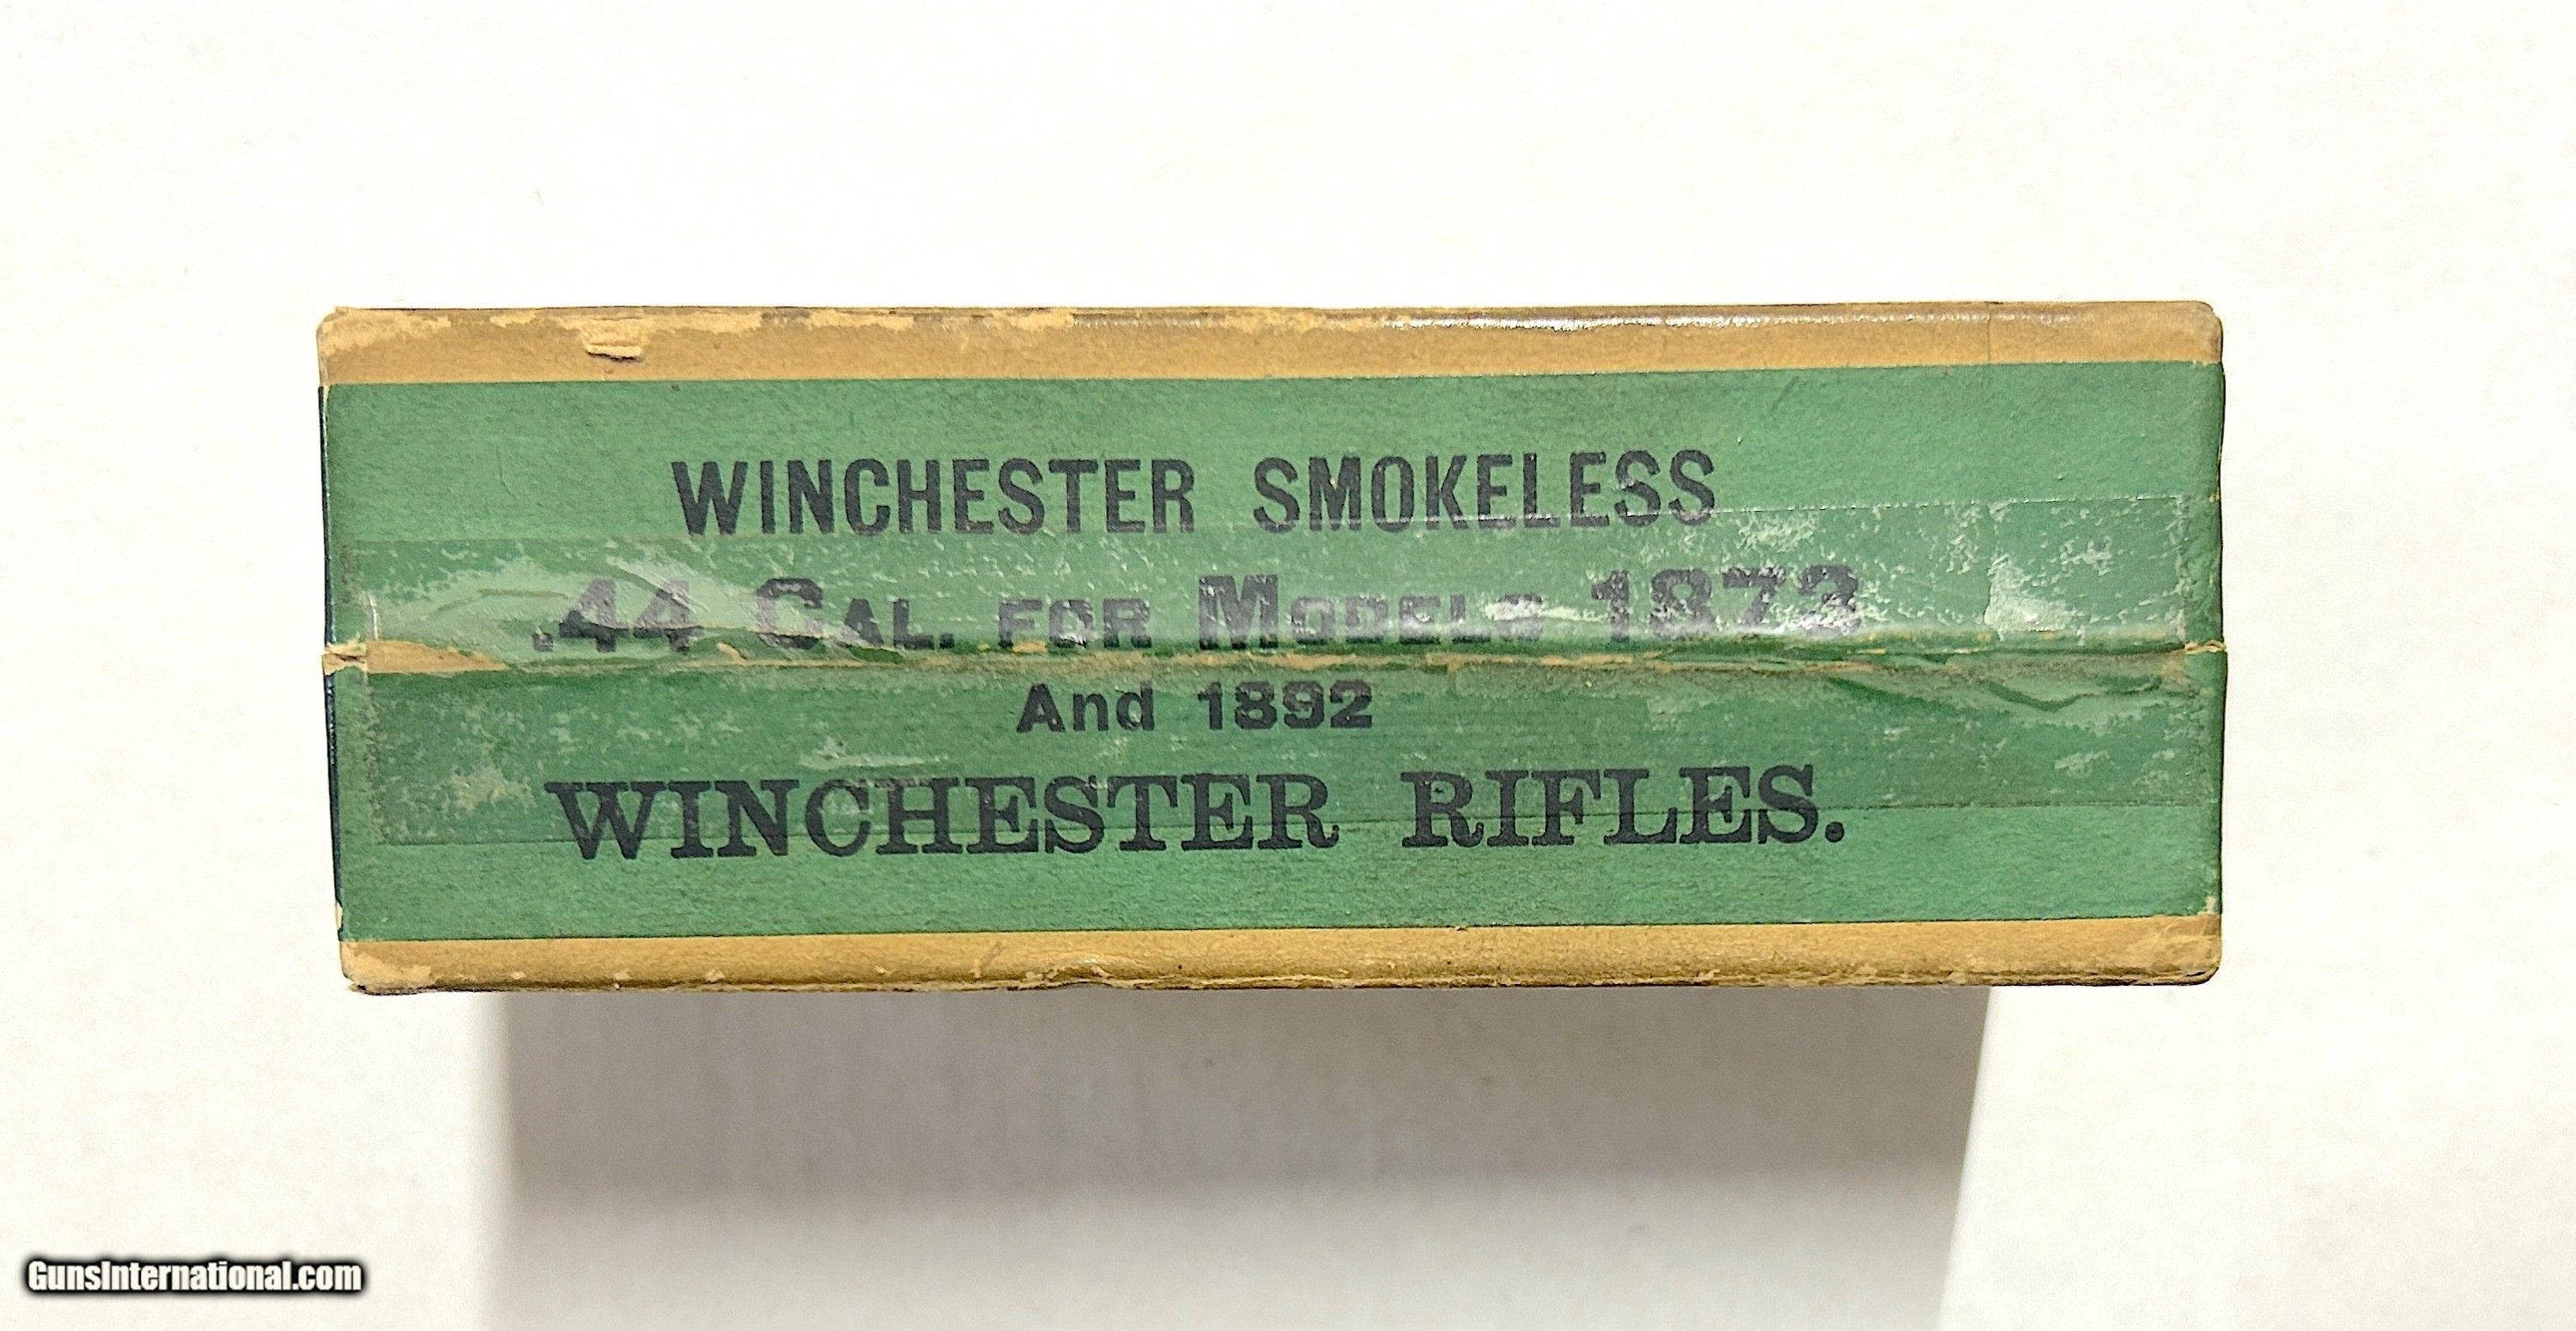 WINCHESTER SMOKELESS
.44 CAL. FOR MODELS 1873
And 1892
WINCHESTER RIFLES.
GunsInternational.com